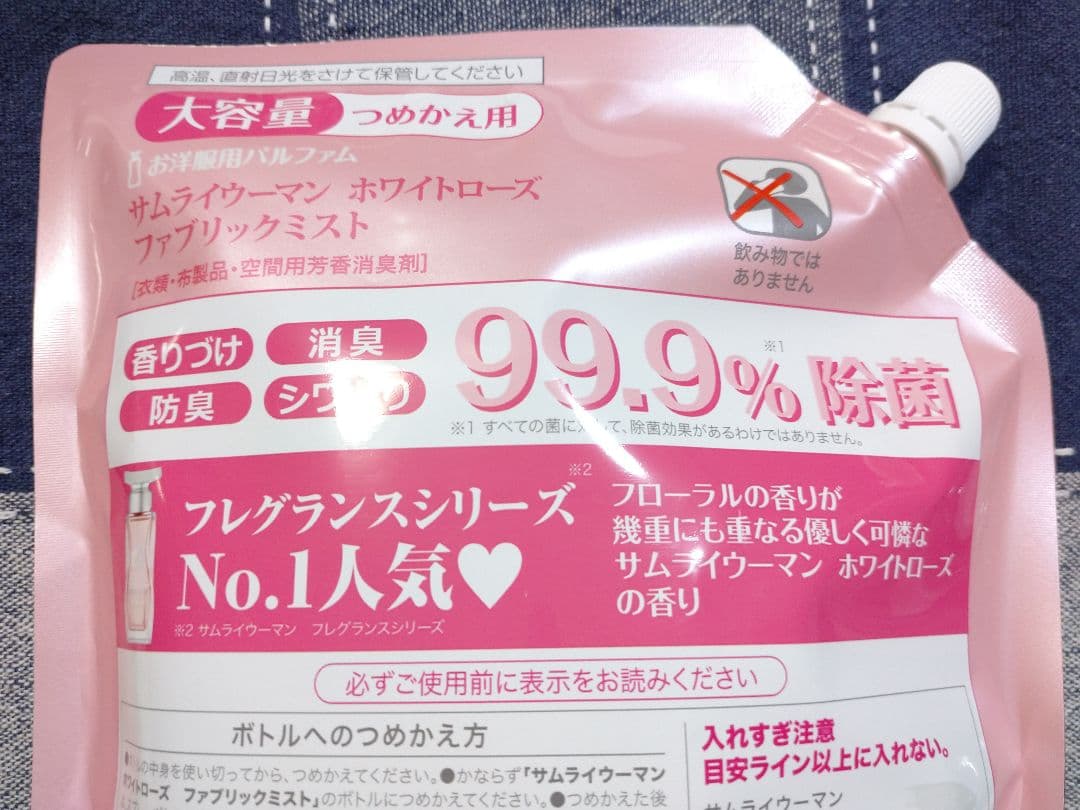 高温、直射日光をさけて保管してください
大容量 つめかえ用
お洋服用パルファム
サムライウーマン ホワイトローズ
ファブリックミスト
[衣類・布製品・空間用芳香消臭剤]
飲み物では
ありません
香りづけ 消臭
防臭
99.9%※1 除菌
※1 すべての菌に対して、除菌効果があるわけではありません。
フレグランスシリーズ※2
No.1人気♥
※2 サムライウーマン フレグランスシリーズ
フローラルの香りが
幾重にも重なる優しく可憐な
サムライウーマン ホワイトローズ
の香り
必ずご使用前に表示をお読みください
ボトルへのつめかえ方
の中身を使い切ってから、つめかえてください。●かならず「サムライウーマン
ホワイトローズ ファブリックミスト」のボトルにつめかえてください。●つめかえた後
入れすぎ注意
目安ライン以上に入れない。
サムライウーマン